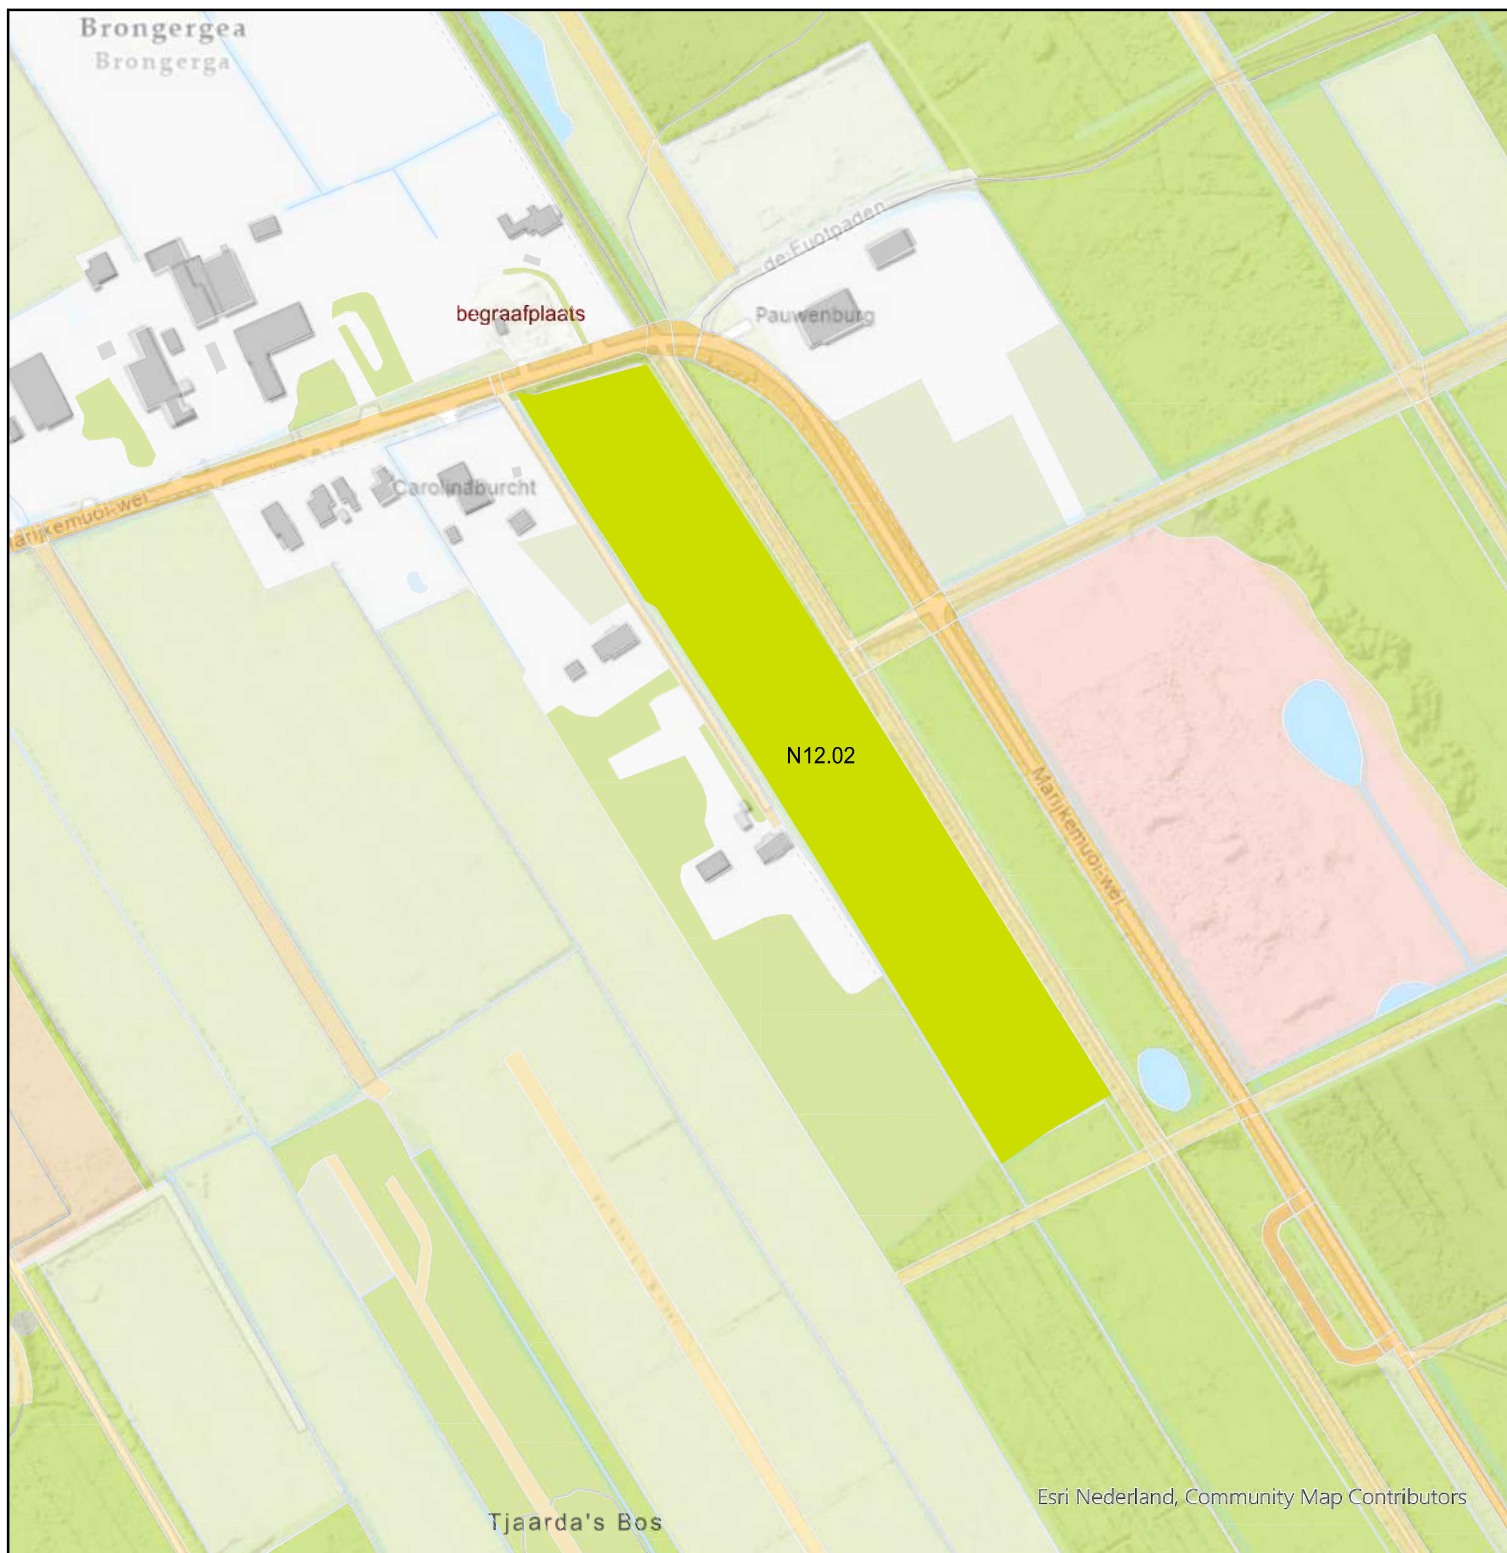 Brongergea
Brongerga
de Fuotpaden
begraafplaats
Pauwenburg
Carolinaburcht
arijkemuoi-wei
N12.02
Marijkemuoi-wei
Esri Nederland, Community Map Contributors
Tjaarda's Bos